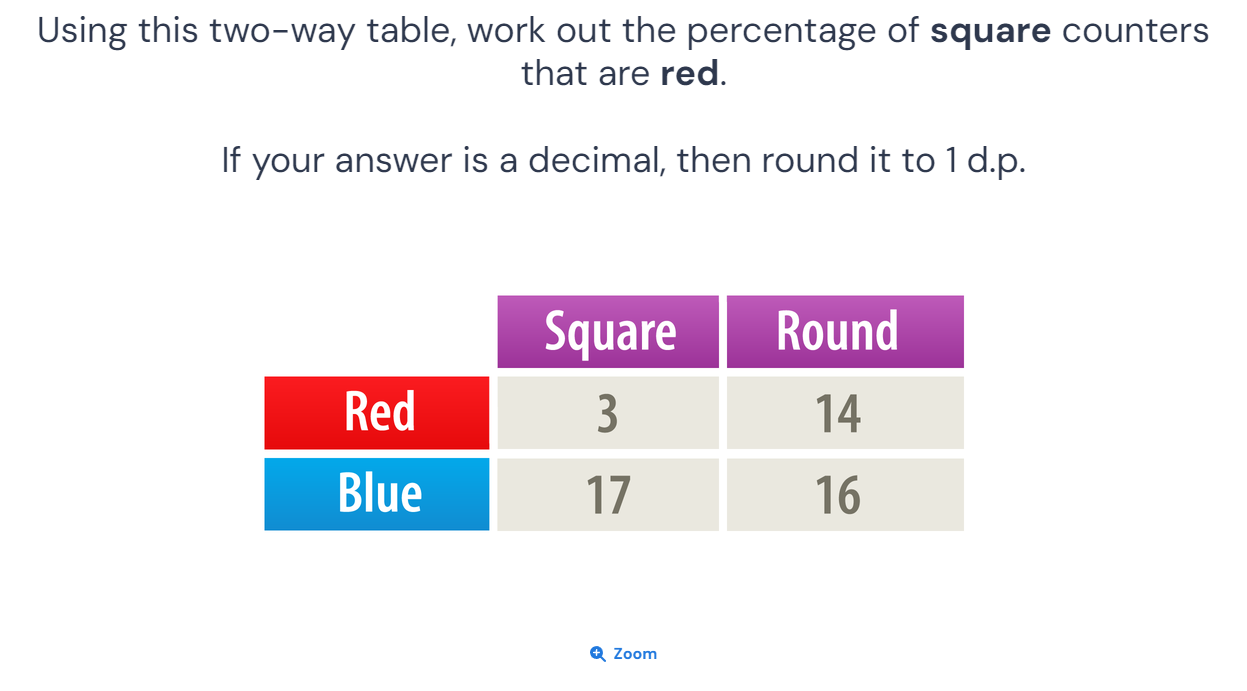 Using this two-way table, work out the percentage of square counters
that are red.
If your answer is a decimal, then round it to 1 d.p.
Square Round
Red 3 14
Blue 17 16
Zoom